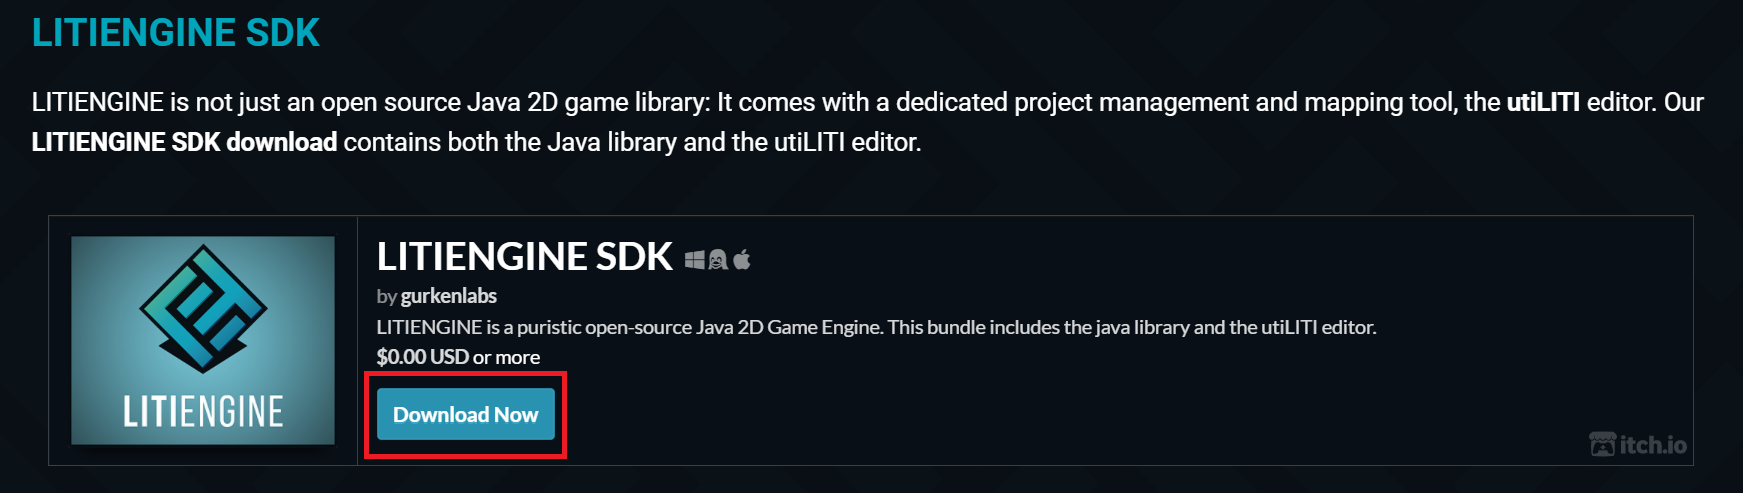 LITIENGINE SDK
LITIENGINE is not just an open source Java 2D game library: It comes with a dedicated project management and mapping tool, the utiLITI editor. Our
LITIENGINE SDK download contains both the Java library and the utiLITI editor.
LITIENGINE
LITIENGINE SDK
by gurkenlabs
LITIENGINE is a puristic open-source Java 2D Game Engine. This bundle includes the java library and the utiLITI editor.
$0.00 USD or more
Download Now
itch.io